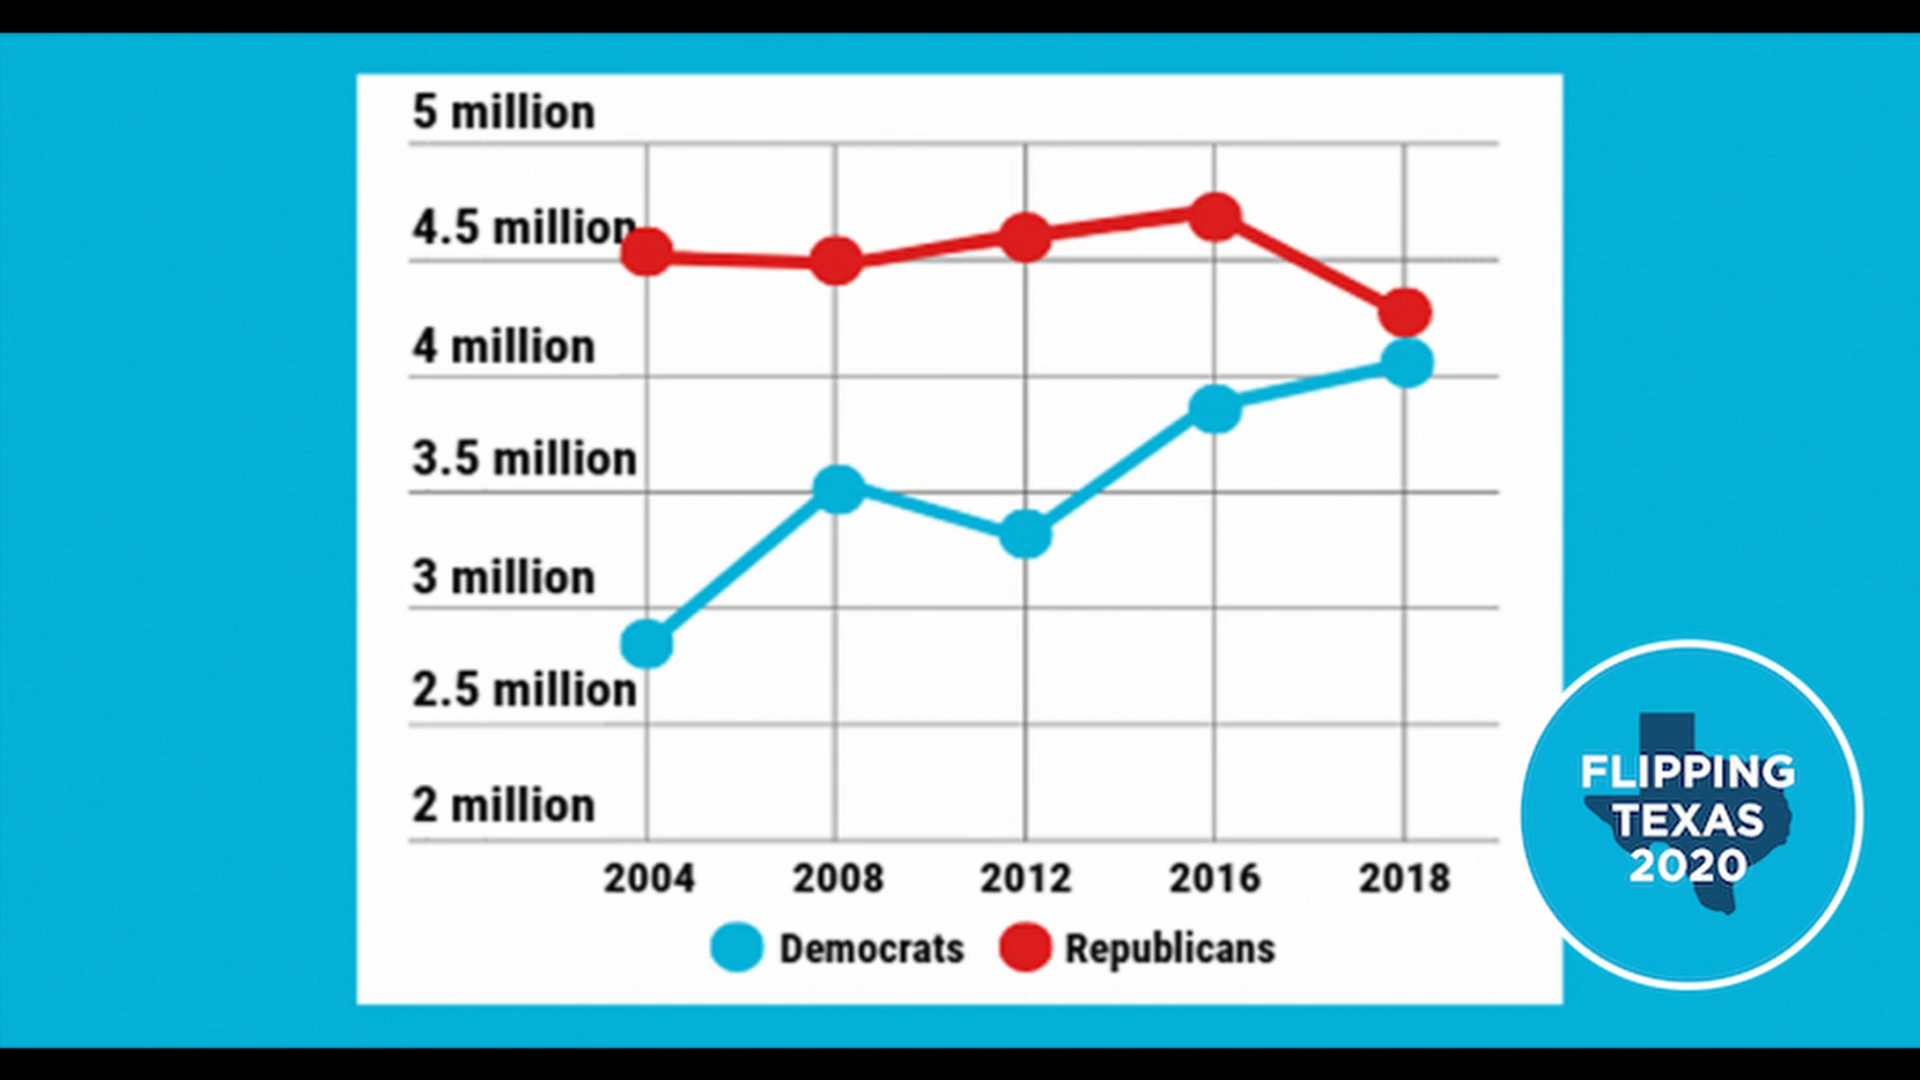 5 million
4.5 million
4 million
3.5 million
3 million
2.5 million
2 million
2004 2008 2012 2016 2018
Democrats Republicans
FLIPPING
TEXAS
2020